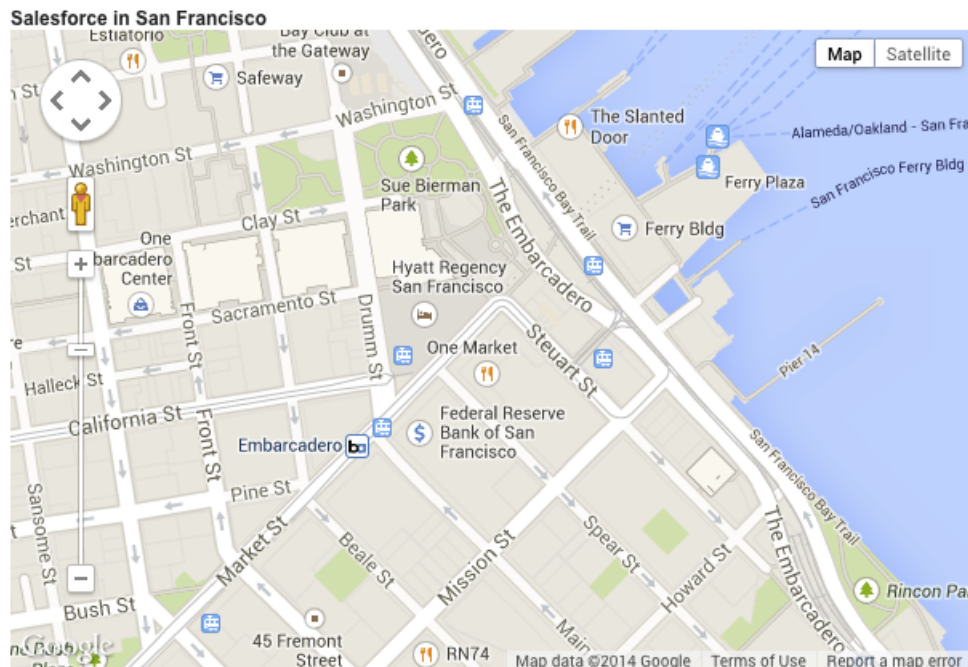 Salesforce in San Francisco
Estiatorio
Bay Club at
the Gateway
Map
Satellite
Safeway
Washington St
The Slanted
Door
Alameda/Oakland - San Fra
San Francisco Bay Trail
Washington St
Sue Bierman
Park
Ferry Plaza
San Francisco Ferry Bldg
erchant
Clay St
The Embarcadero
Ferry Bldg
St
One
barcadero
Center
Hyatt Regency
San Francisco
Sacramento St
Drumm St
Front St
re
One Market
Steuart St
Pier 14
Halleck St
California St
Front St
Federal Reserve
Bank of San
Francisco
Embarcadero
San Francisco Bay Trail
Pine St
Sansome St
Market St
Beale St
Mission St
Spear St
Howard St
The Embarcadero
Rincon Pa
Bush St
45 Fremont
Street
Main
RN74
Google
Map data ©2014 Google
Terms of Use
Report a map error